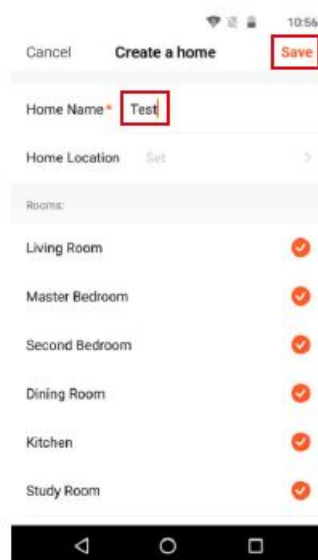 10:56
Cancel Create a home Save
Home Name* Test
Home Location Set
Rooms:
Living Room
Master Bedroom
Second Bedroom
Dining Room
Kitchen
Study Room